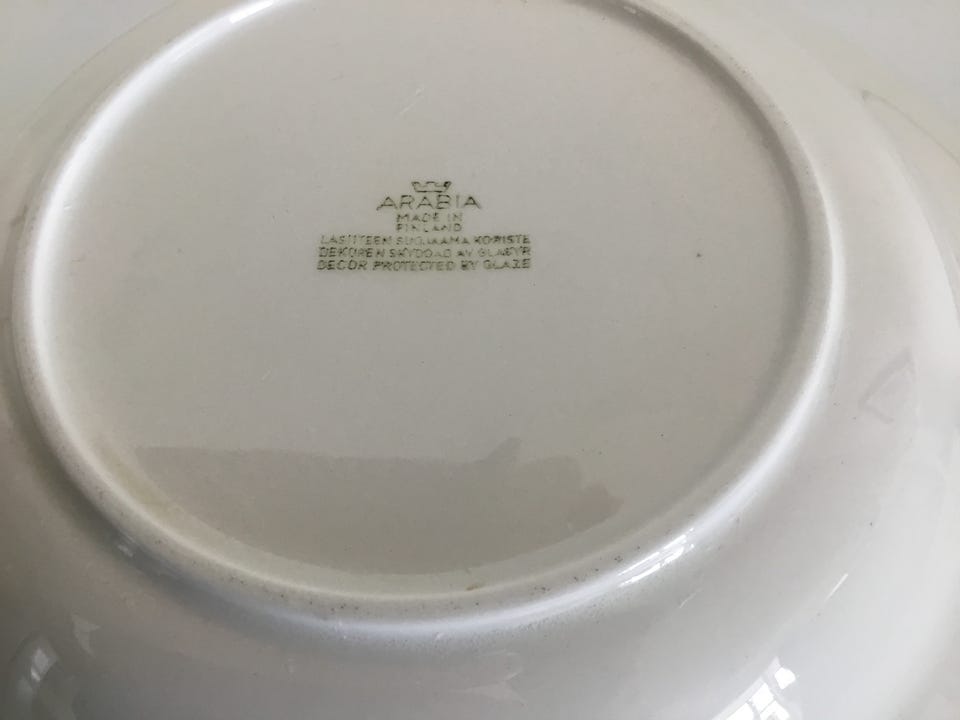 ARABIA
MADE IN
FINLAND
LASITTEEN SUOJAAMA KORISTE
DEKOREN SKYDDAD AV GLASYR
DECOR PROTECTED BY GLAZE